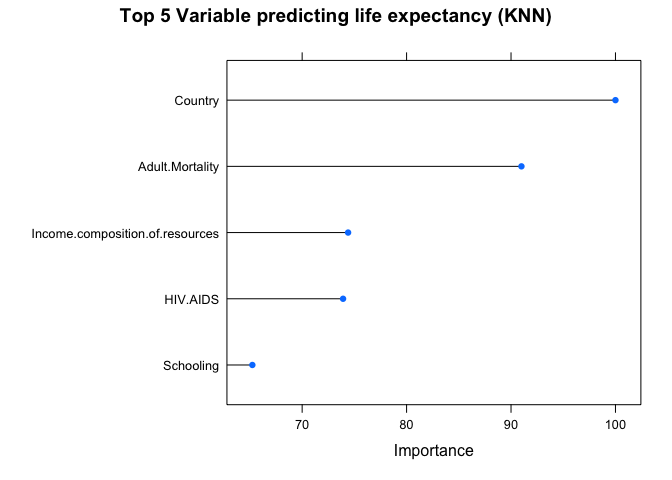 Top 5 Variable predicting life expectancy (KNN)
Country
Adult.Mortality
Income.composition.of.resources
HIV.AIDS
Schooling
70 80 90 100
Importance